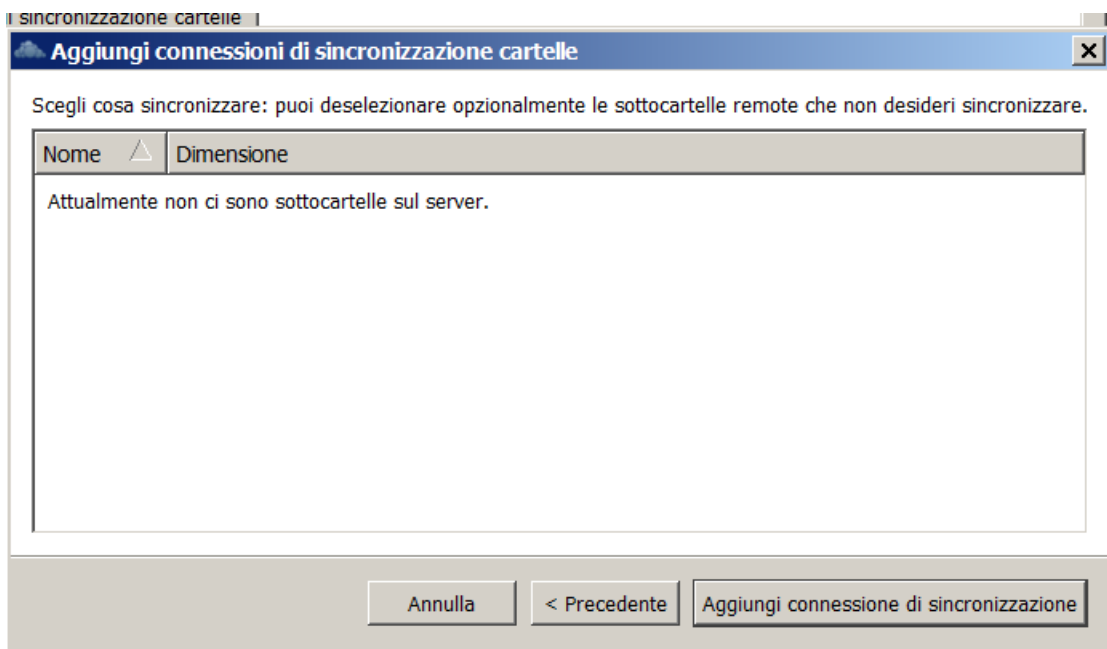 i sincronizzazione cartelle
Aggiungi connessioni di sincronizzazione cartelle
Scegli cosa sincronizzare: puoi deselezionare opzionalmente le sottocartelle remote che non desideri sincronizzare.
Nome Dimensione
Attualmente non ci sono sottocartelle sul server.
Annulla < Precedente Aggiungi connessione di sincronizzazione